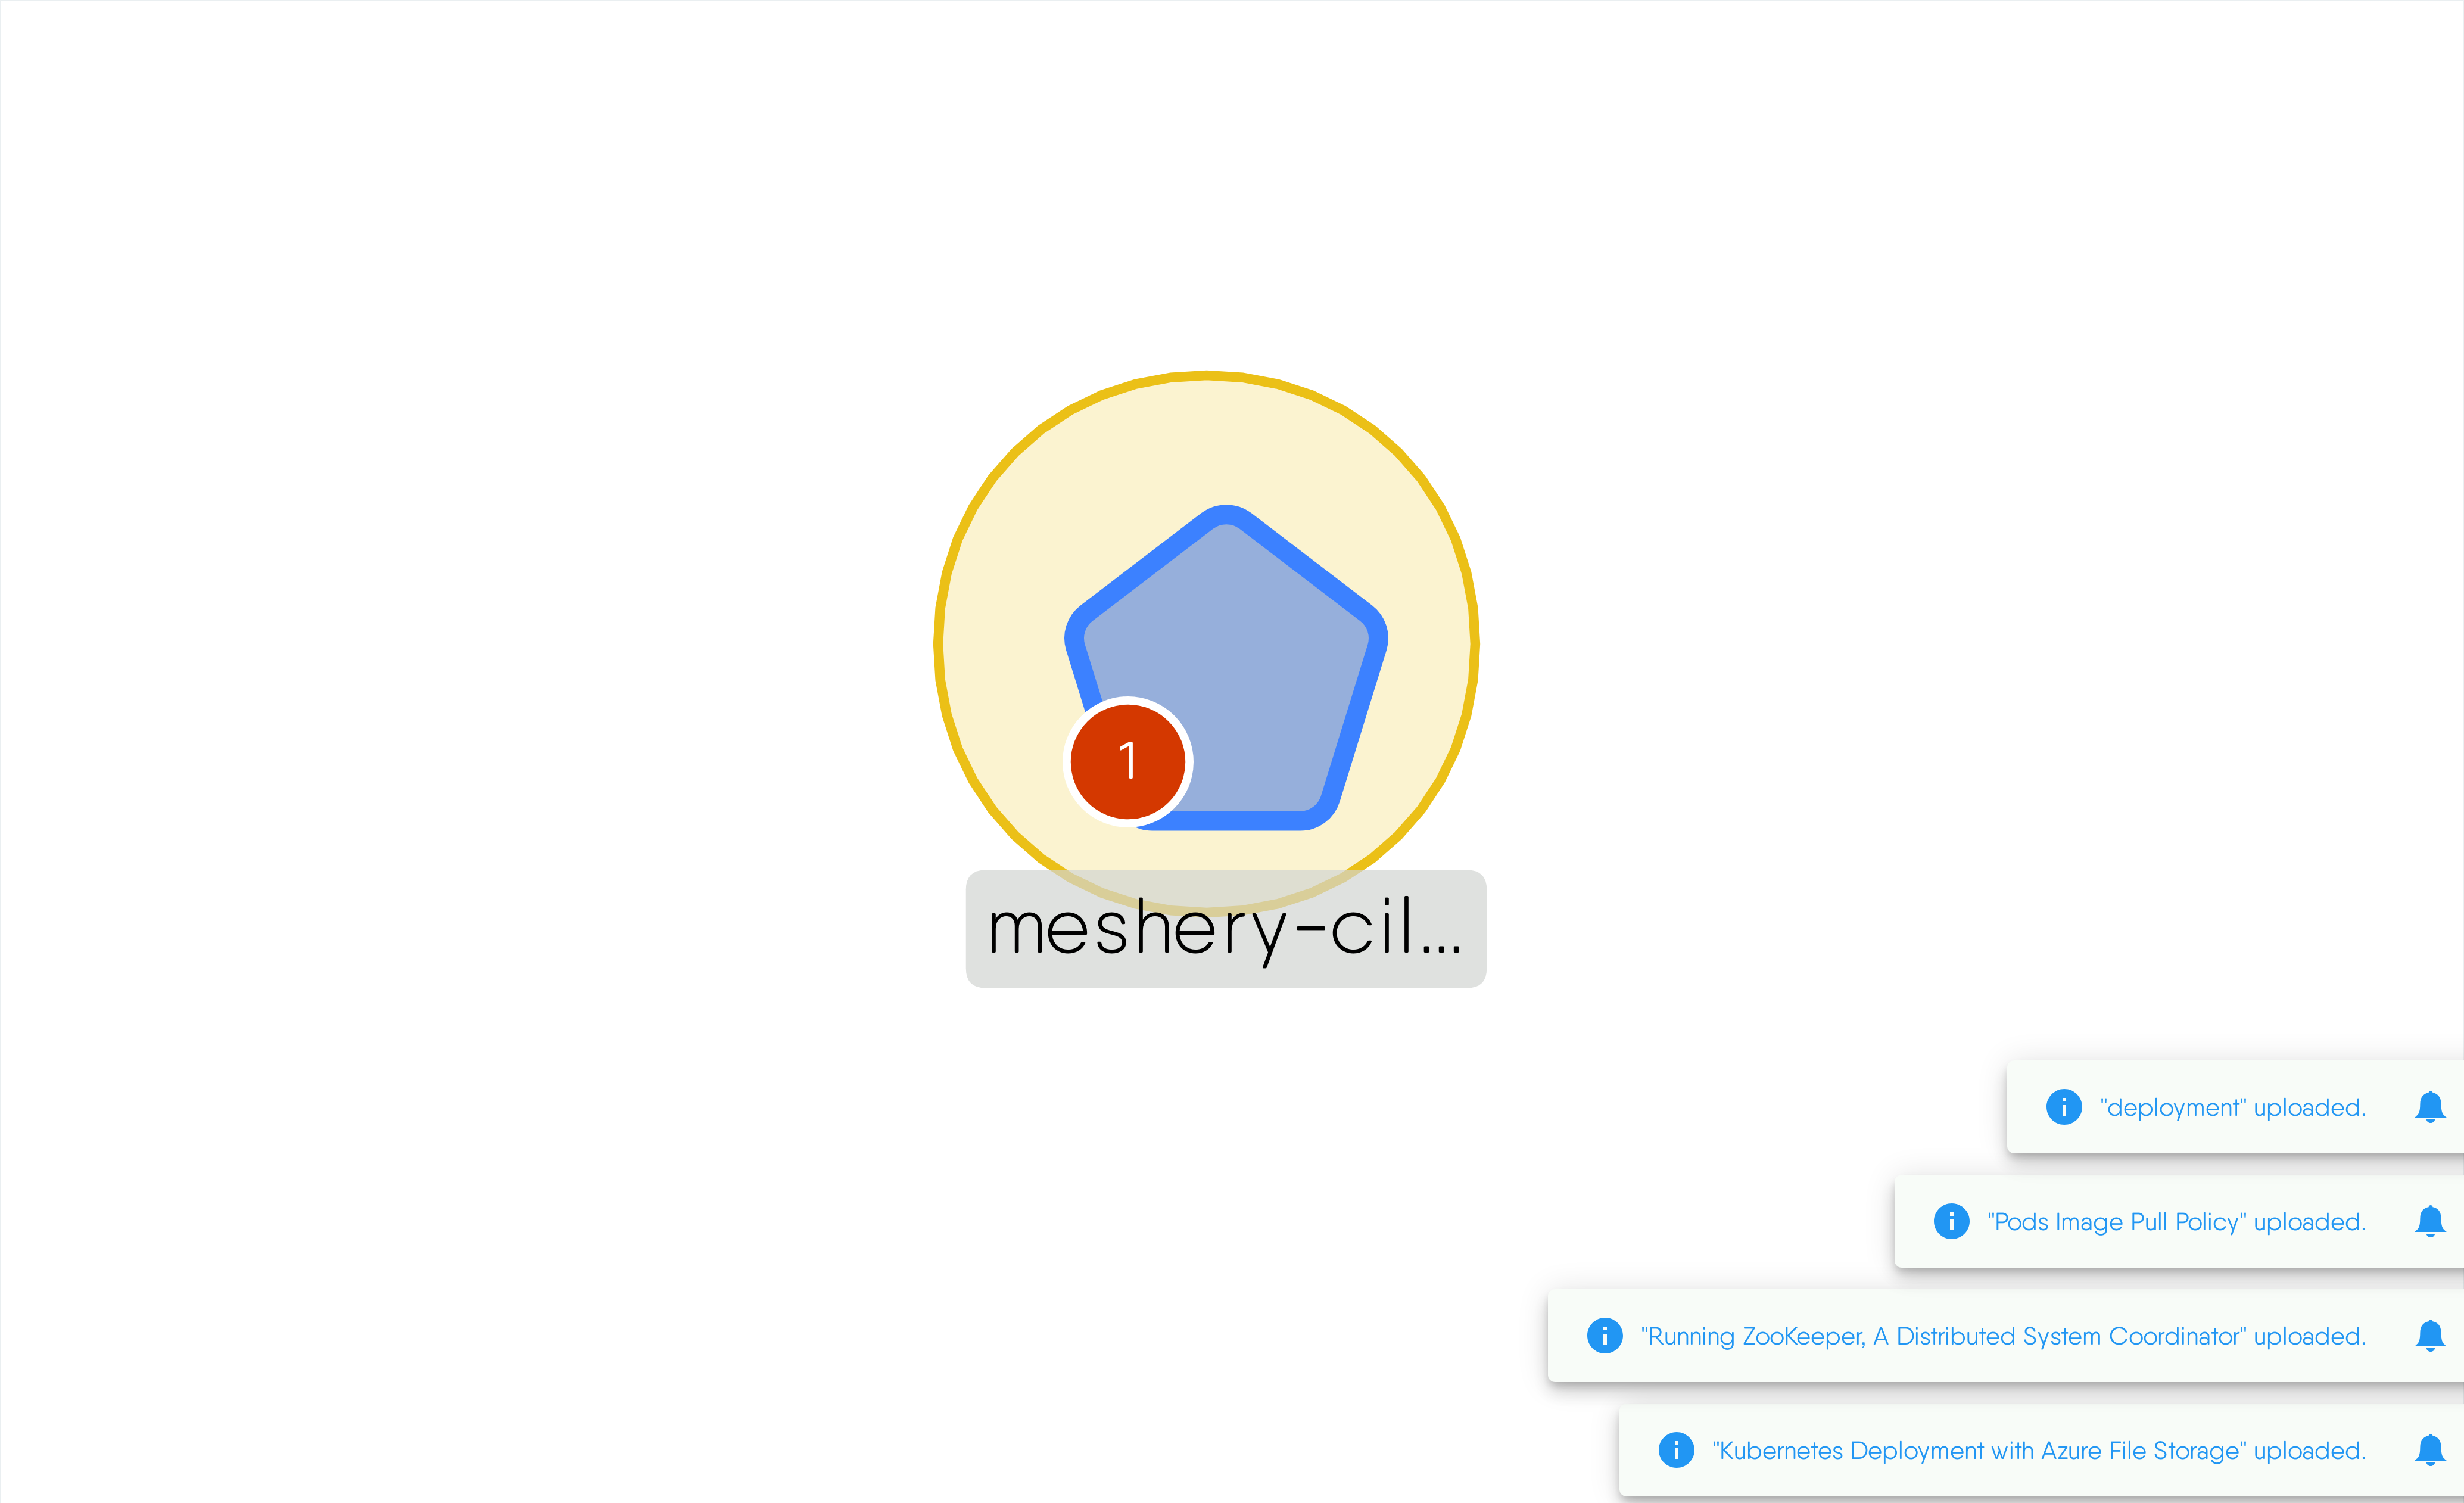 1
meshery-cil...
"deployment" uploaded.
"Pods Image Pull Policy" uploaded.
"Running ZooKeeper, A Distributed System Coordinator" uploaded.
"Kubernetes Deployment with Azure File Storage" uploaded.